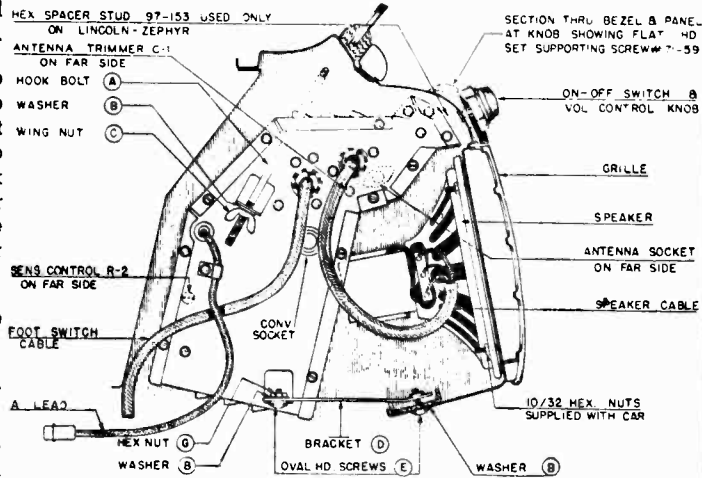 HEX SPACER STUD 97-153 USED ONLY
ON LINCOLN-ZEPHYR
ANTENNA TRIMMER C-1
ON FAR SIDE
HOOK BOLT A
WASHER B
WING NUT C
SENS CONTROL R-2
ON FAR SIDE
FOOT SWITCH
CABLE
A LEAD
HEX NUT G
WASHER B
CONV
SOCKET
BRACKET D
OVAL HD SCREWS E
WASHER B
SECTION THRU BEZEL & PANEL
AT KNOB SHOWING FLAT HD
SET SUPPORTING SCREW
ON-OFF SWITCH &
VOL CONTROL KNOB
GRILLE
SPEAKER
ANTENNA SOCKET
ON FAR SIDE
SPEAKER CABLE
10/32 HEX. NUTS
SUPPLIED WITH CAR